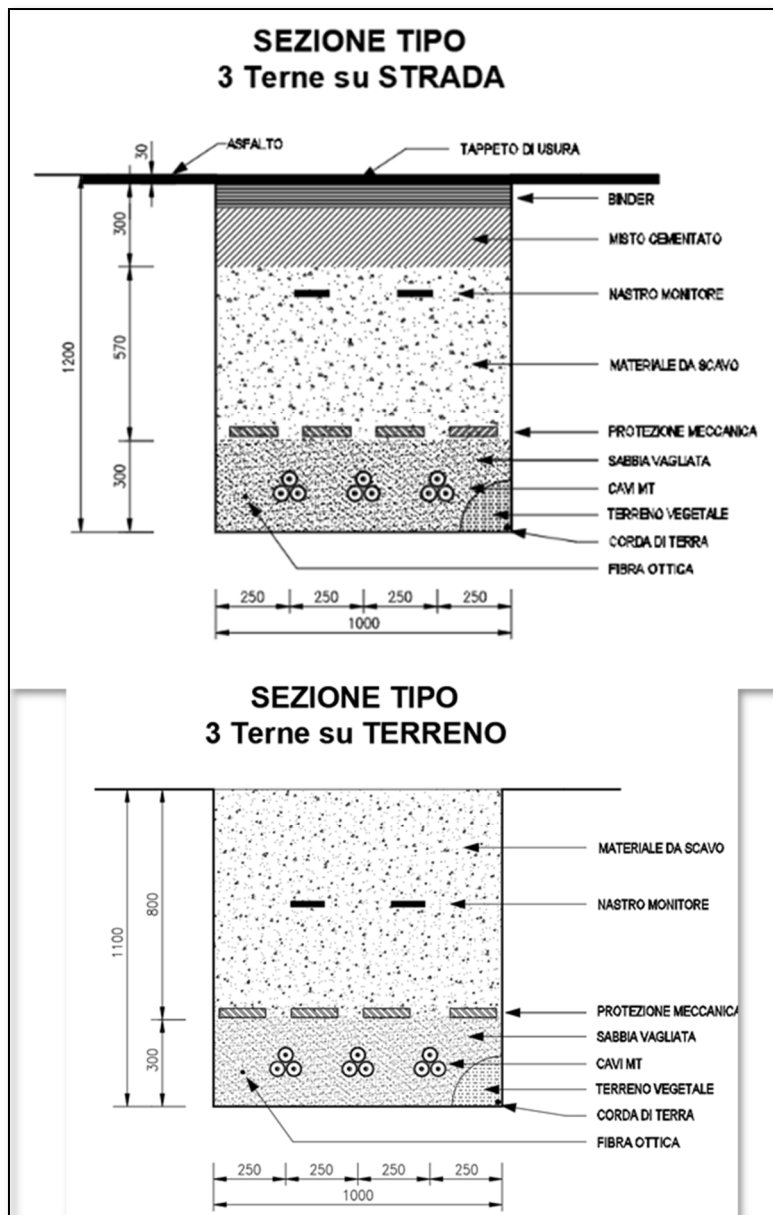 SEZIONE TIPO
3 Terne su STRADA
30
ASFALTO
TAPPETO DI USURA
BINDER
300
MISTO CEMENTATO
NASTRO MONITORE
1200
570
MATERIALE DA SCAVO
PROTEZIONE MECCANICA
SABBIA VAGLIATA
300
CAVI MT
TERRENO VEGETALE
CORDA DI TERRA
FIBRA OTTICA
250 250 250 250
1000
SEZIONE TIPO
3 Terne su TERRENO
MATERIALE DA SCAVO
800
NASTRO MONITORE
1100
PROTEZIONE MECCANICA
SABBIA VAGLIATA
300
CAVI MT
TERRENO VEGETALE
CORDA DI TERRA
FIBRA OTTICA
250 250 250 250
1000